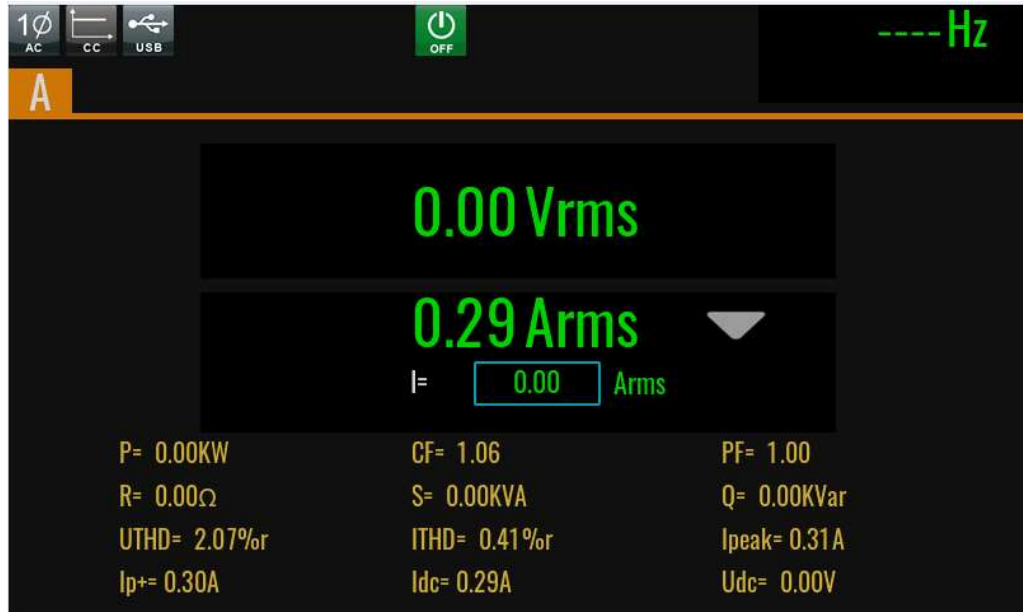 1Ø AC CC USB OFF ----Hz
A
0.00 Vrms
0.29 Arms
I= 0.00 Arms
P= 0.00KW CF= 1.06 PF= 1.00
R= 0.00Ω S= 0.00KVA Q= 0.00KVar
UTHD= 2.07%r ITHD= 0.41%r Ipeak= 0.31A
Ip+= 0.30A Idc= 0.29A Udc= 0.00V